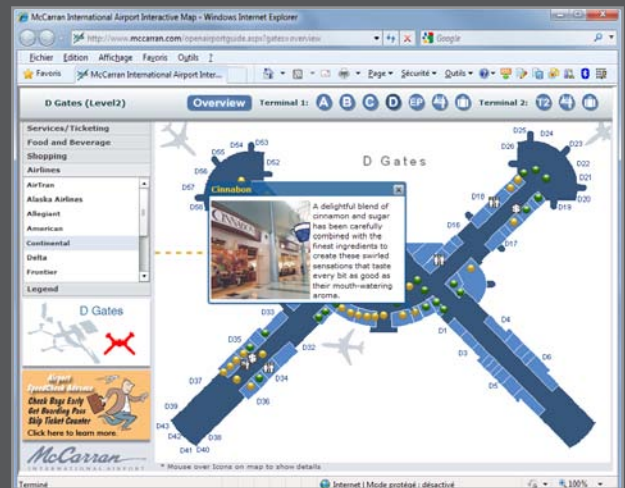 McCarran International Airport Interactive Map - Windows Internet Explorer
http://www.mccarran.com/openairportguide.aspx?gates=overview
Google
Fichier Edition Affichage Favoris Outils ?
Favoris McCarran International Airport Inter...
Page Sécurité Outils
D Gates (Level2) Overview Terminal 1: A B C D EP Terminal 2: T2
Services/Ticketing
Food and Beverage
Shopping
Airlines
AirTran
Alaska Airlines
Allegiant
American
Continental
Delta
Frontier
Legend
D Gates
Airport
SpeedCheck Advance
Check Bags Early
Get Boarding Pass
Skip Ticket Counter
Click here to learn more.
McCarran
INTERNATIONAL AIRPORT
D Gates
D54 D53
D55 D52
D56
D57
D58
Cinnabon
A delightful blend of
cinnamon and sugar
has been carefully
combined with the
finest ingredients to
create these swirled
sensations that taste
every bit as good as
their mouth-watering
aroma.
CINNABON
D25 D24
D26 D23
D22
D21
D20
D19
D18
D16
D17
D33
D35 D32
D34
D36
D39
D43
D42 D38
D41 D40
D37
D1
D3
D5
D4
D6
* Mouse over Icons on map to show details
Terminé Internet | Mode protégé : désactivé 100%